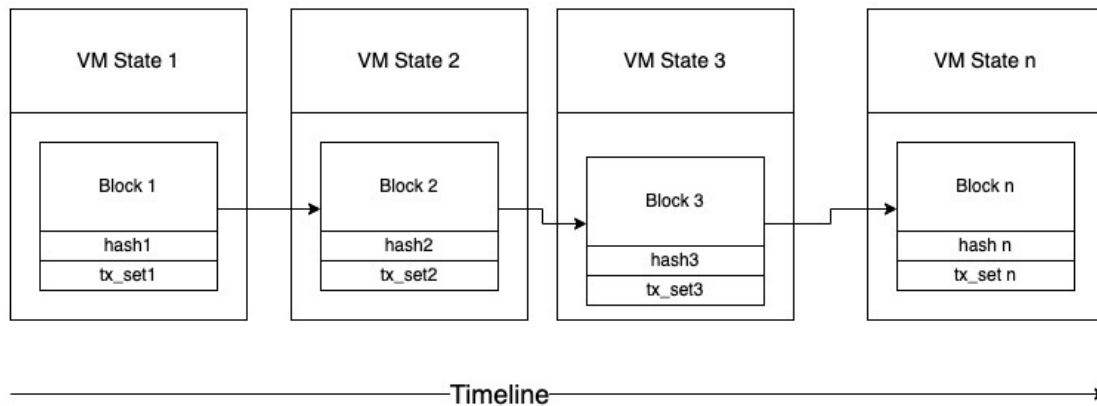 VM State 1
VM State 2
VM State 3
VM State n
Block 1
hash1
tx_set1
Block 2
hash2
tx_set2
Block 3
hash3
tx_set3
Block n
hash n
tx_set n
Timeline